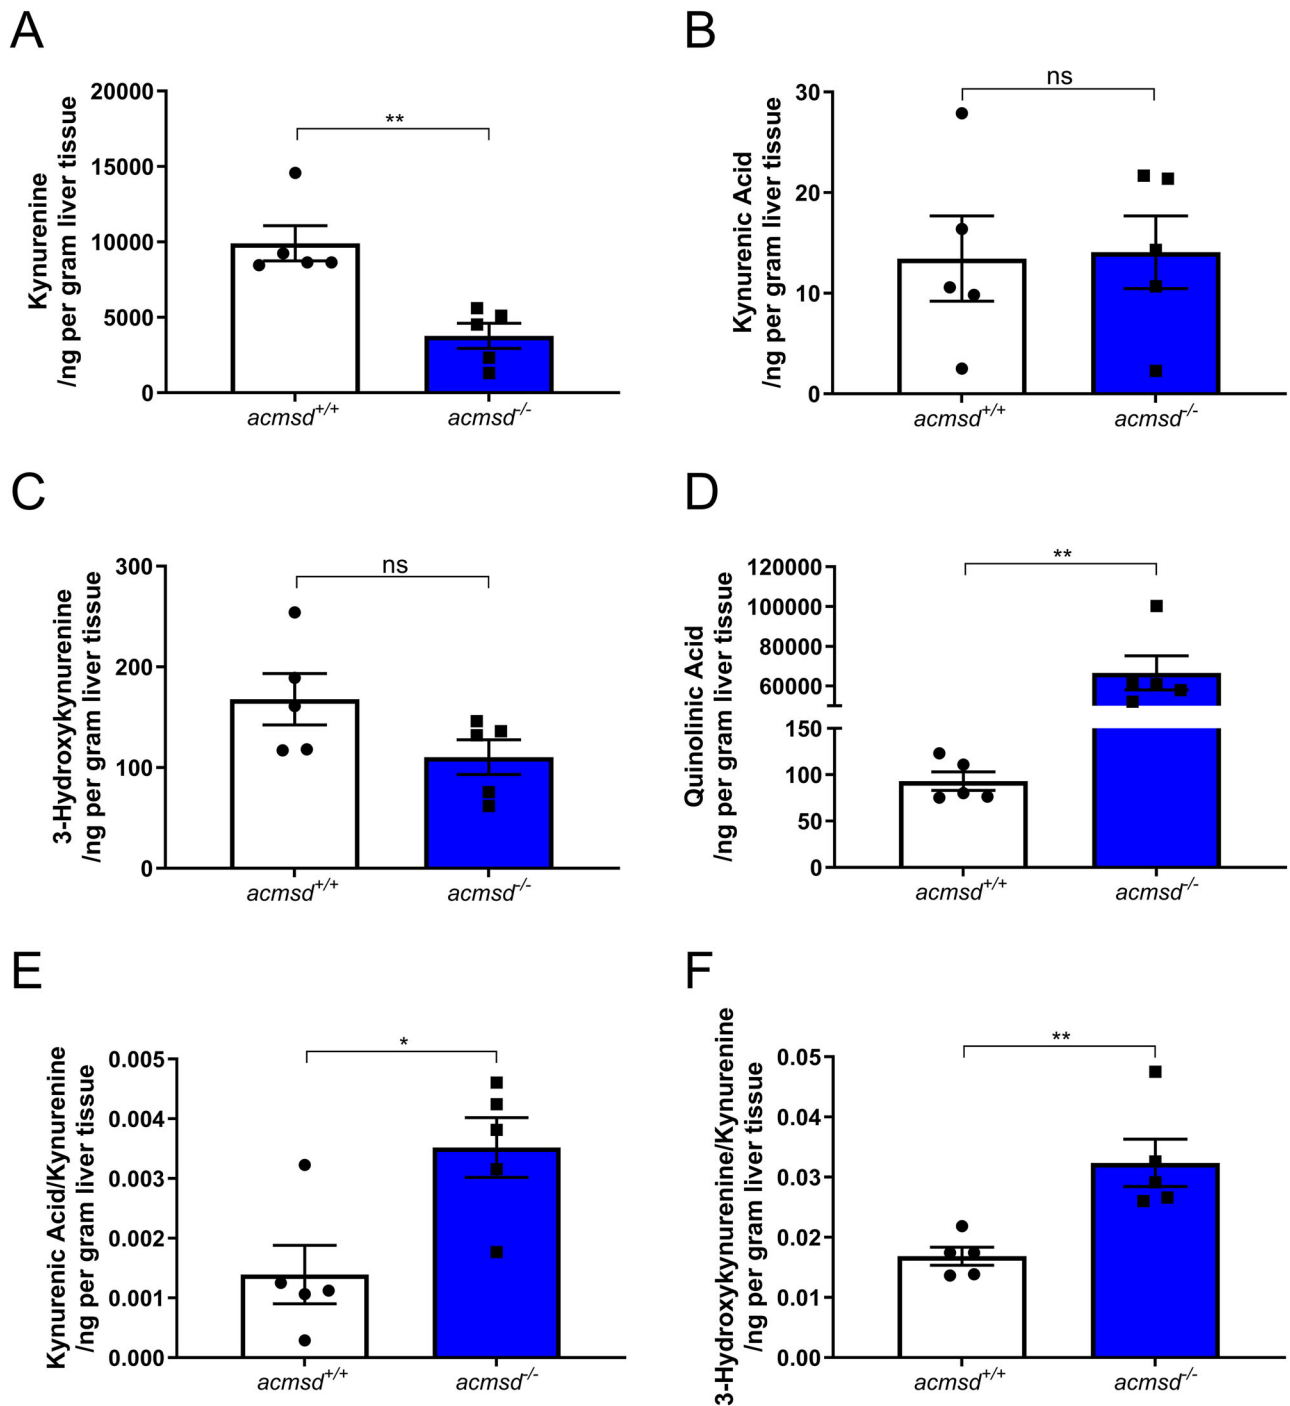 A
Kynurenine
/ng per gram liver tissue
20000
15000
10000
5000
0
**
acmsd+/+
acmsd-/-
B
Kynurenic Acid
/ng per gram liver tissue
30
20
10
0
ns
acmsd+/+
acmsd-/-
C
3-Hydroxykynurenine
/ng per gram liver tissue
300
200
100
0
ns
acmsd+/+
acmsd-/-
D
Quinolinic Acid
/ng per gram liver tissue
120000
100000
80000
60000
150
100
50
0
**
acmsd+/+
acmsd-/-
E
Kynurenic Acid/Kynurenine
/ng per gram liver tissue
0.005
0.004
0.003
0.002
0.001
0.000
*
acmsd+/+
acmsd-/-
F
3-Hydroxykynurenine/Kynurenine
/ng per gram liver tissue
0.05
0.04
0.03
0.02
0.01
0.00
**
acmsd+/+
acmsd-/-